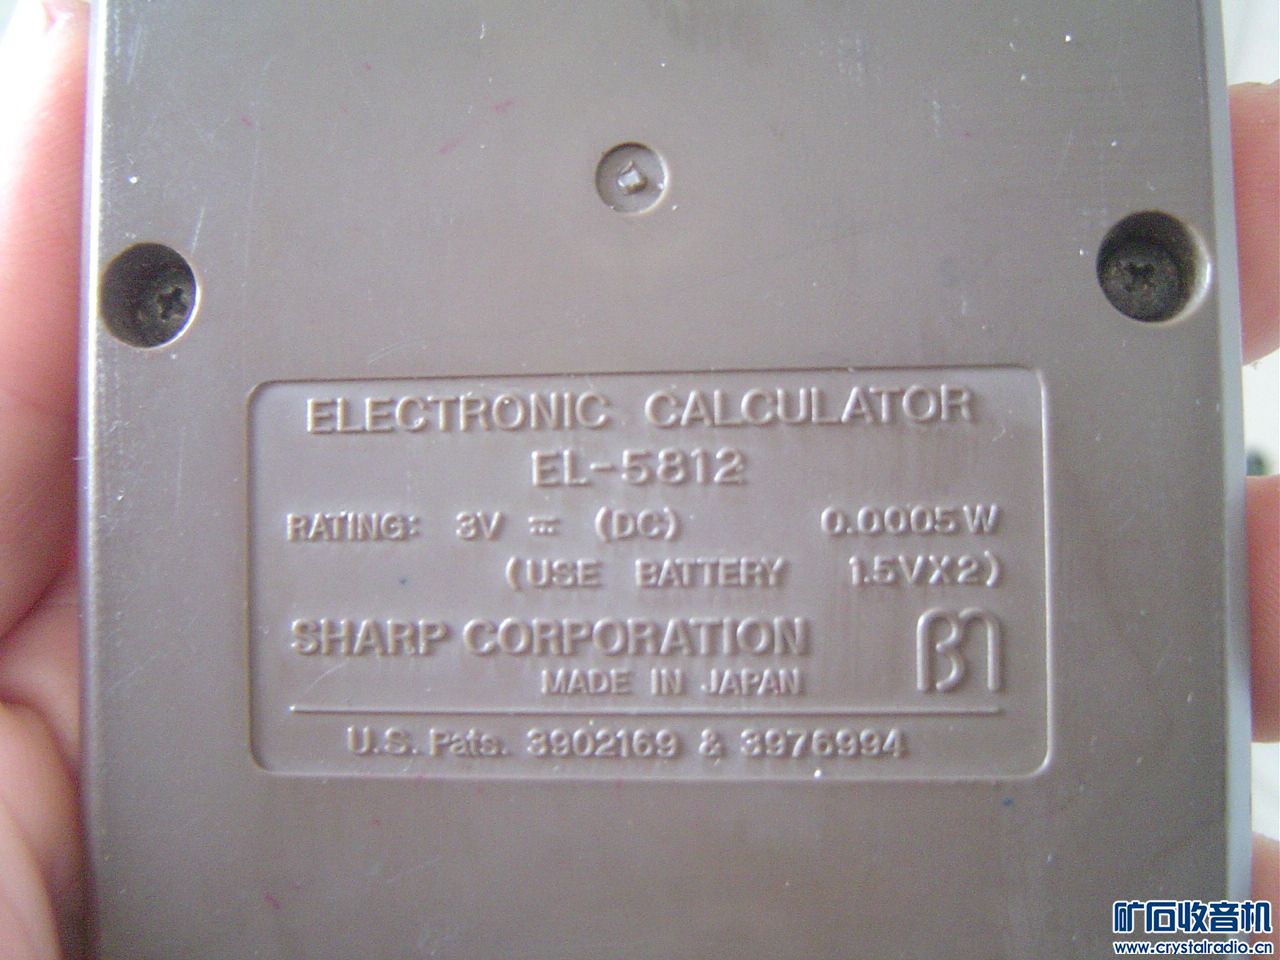 ELECTRONIC CALCULATOR
EL-5812
RATING: 3V ⎓ (DC) 0.0005W
(USE BATTERY 1.5VX2)
SHARP CORPORATION
MADE IN JAPAN
U.S. Pats. 3902169 & 3976994
矿石收音机
www.crystalradio.cn